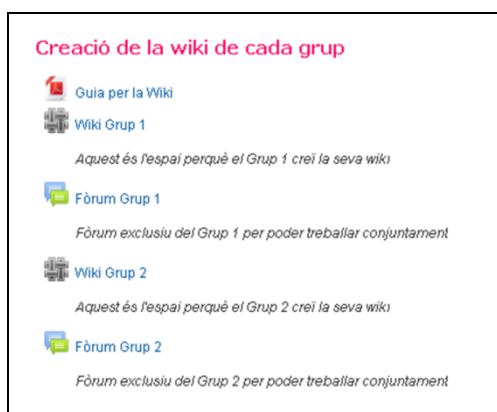 Creació de la wiki de cada grup
Guia per la Wiki
Wiki Grup 1
Aquest és l'espai perquè el Grup 1 creï la seva wiki
Fòrum Grup 1
Fòrum exclusiu del Grup 1 per poder treballar conjuntament
Wiki Grup 2
Aquest és l'espai perquè el Grup 2 creï la seva wiki
Fòrum Grup 2
Fòrum exclusiu del Grup 2 per poder treballar conjuntament